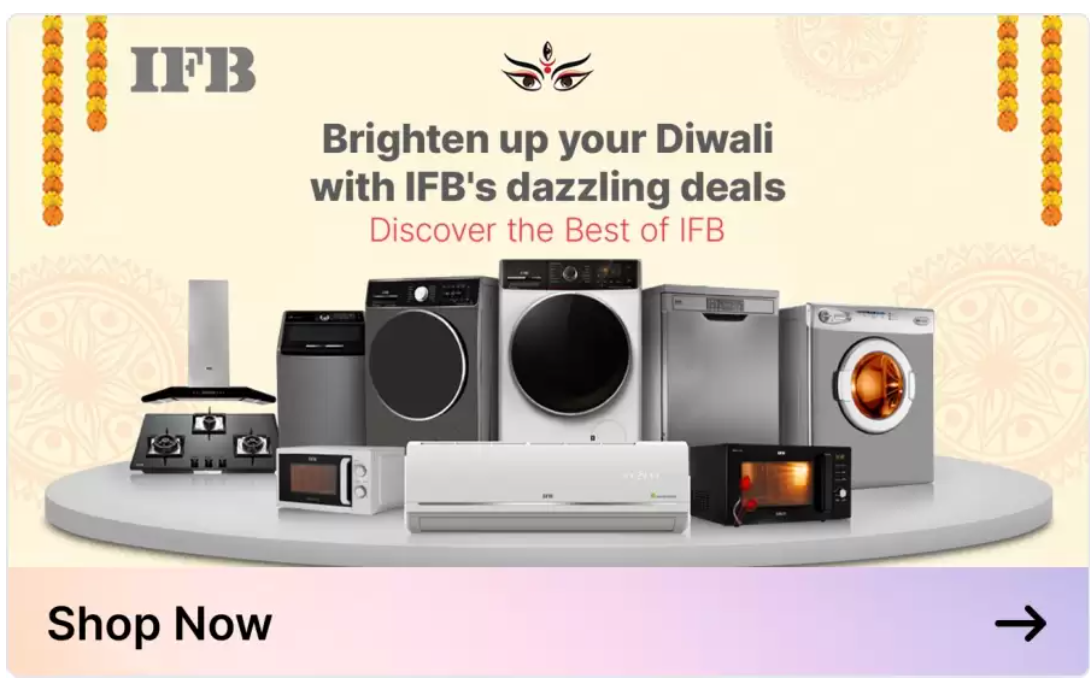 IFB
Brighten up your Diwali
with IFB's dazzling deals
Discover the Best of IFB
Shop Now